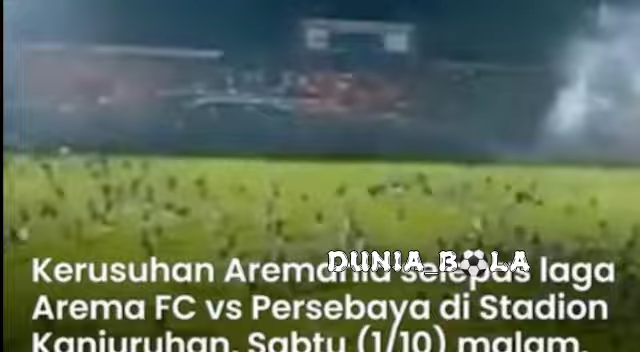 DUNIA_BOLA
Kerusuhan Aremania selepas laga
Arema FC vs Persebaya di Stadion
Kanjuruhan, Sabtu (1/10) malam.